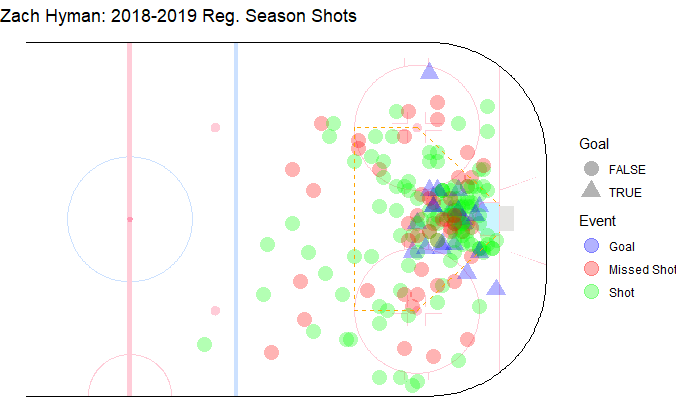 Zach Hyman: 2018-2019 Reg. Season Shots
Goal
FALSE
TRUE
Event
Goal
Missed Shot
Shot